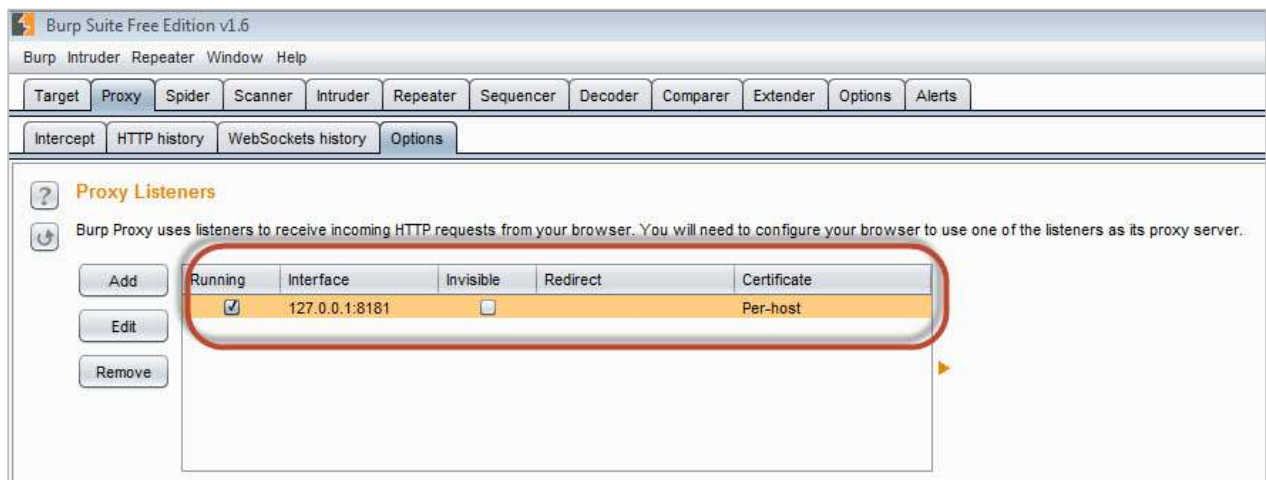 Burp Suite Free Edition v1.6
Burp Intruder Repeater Window Help
Target Proxy Spider Scanner Intruder Repeater Sequencer Decoder Comparer Extender Options Alerts
Intercept HTTP history WebSockets history Options
? Proxy Listeners
Burp Proxy uses listeners to receive incoming HTTP requests from your browser. You will need to configure your browser to use one of the listeners as its proxy server.
Add Running Interface Invisible Redirect Certificate
127.0.0.1:8181 Per-host
Edit
Remove